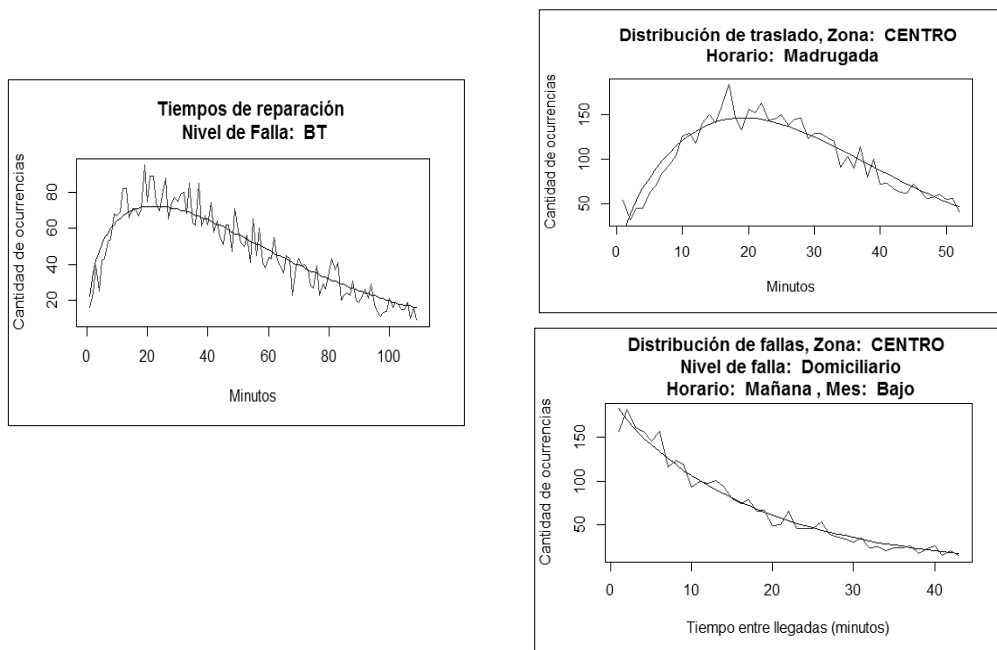 Tiempos de reparación
Nivel de Falla: BT
Cantidad de ocurrencias
80
60
40
20
0 20 40 60 80 100
Minutos
Distribución de traslado, Zona: CENTRO
Horario: Madrugada
Cantidad de ocurrencias
150
100
50
0 10 20 30 40 50
Minutos
Distribución de fallas, Zona: CENTRO
Nivel de falla: Domiciliario
Horario: Mañana , Mes: Bajo
Cantidad de ocurrencias
150
100
50
0 10 20 30 40
Tiempo entre llegadas (minutos)